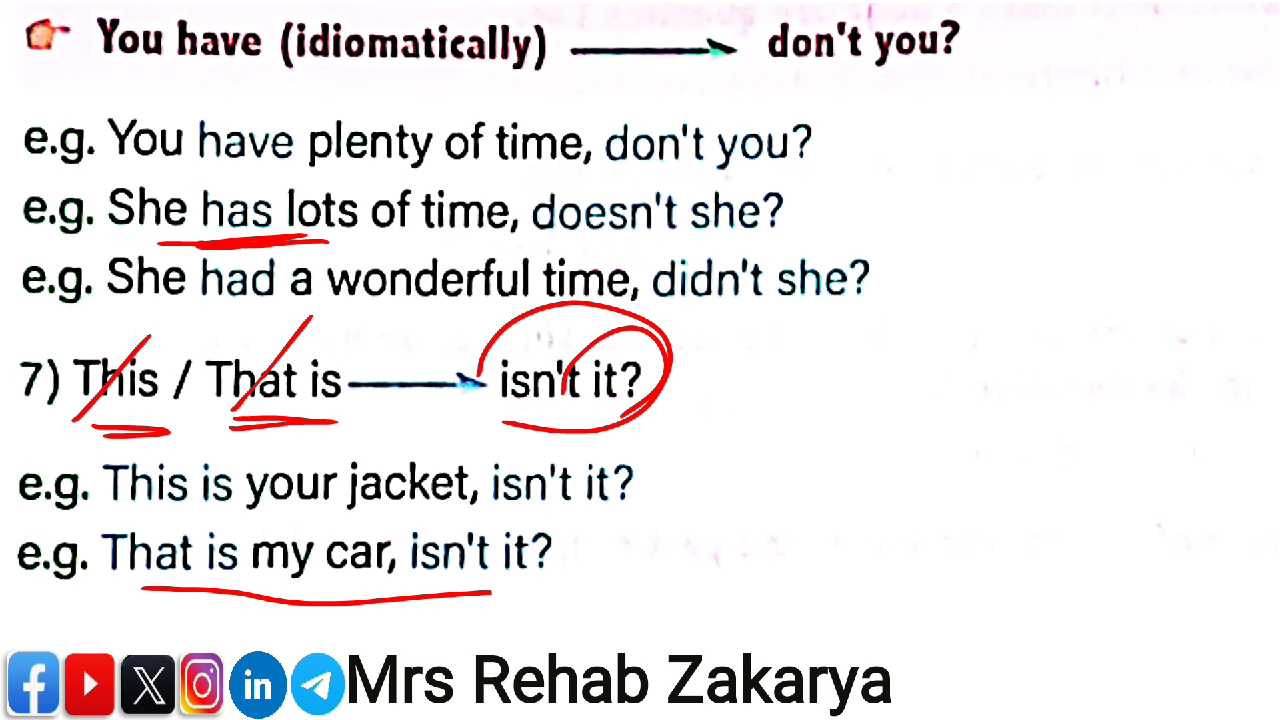 You have (idiomatically) don't you?
e.g. You have plenty of time, don't you?
e.g. She has lots of time, doesn't she?
e.g. She had a wonderful time, didn't she?
7) This / That is isn't it?
e.g. This is your jacket, isn't it?
e.g. That is my car, isn't it?
Mrs Rehab Zakarya